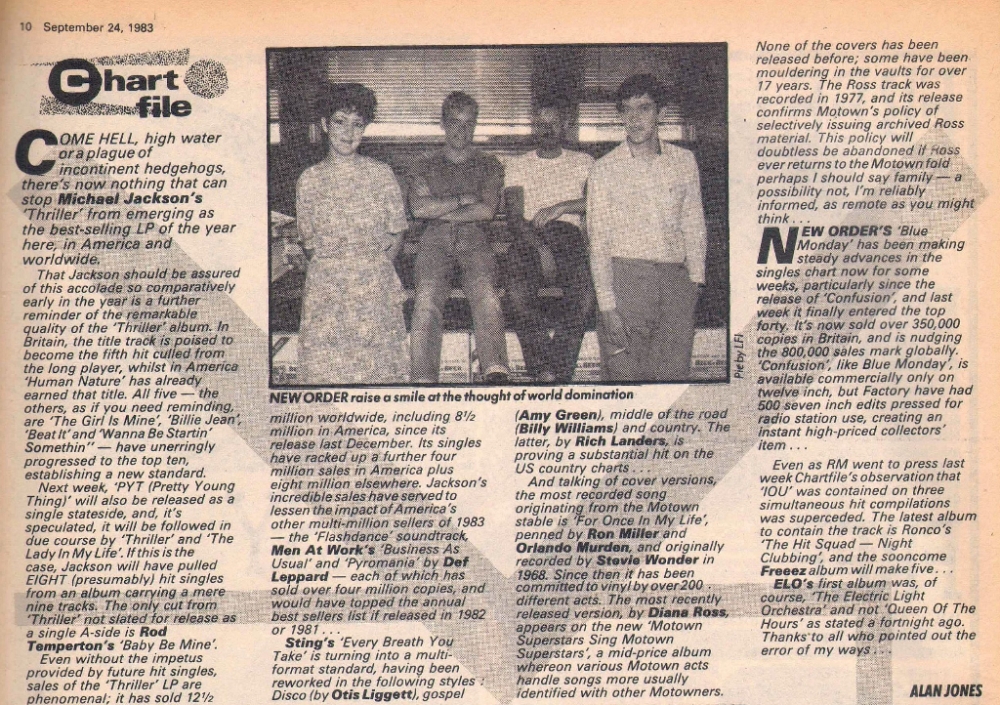 10 September 24, 1983
Chart
file
COME HELL, high water
or a plague of
incontinent hedgehogs,
there's now nothing that can
stop Michael Jackson's
'Thriller' from emerging as
the best-selling LP of the year
here, in America and
worldwide.
That Jackson should be assured
of this accolade so comparatively
early in the year is a further
reminder of the remarkable
quality of the 'Thriller' album. In
Britain, the title track is poised to
become the fifth hit culled from
the long player, whilst in America
'Human Nature' has already
earned that title. All five — the
others, as if you need reminding,
are 'The Girl Is Mine', 'Billie Jean',
'Beat It' and 'Wanna Be Startin'
Somethin'' — have unerringly
progressed to the top ten,
establishing a new standard.
Next week, 'PYT (Pretty Young
Thing)' will also be released as a
single stateside, and, it's
speculated, it will be followed in
due course by 'Thriller' and 'The
Lady In My Life'. If this is the
case, Jackson will have pulled
EIGHT (presumably) hit singles
from an album carrying a mere
nine tracks. The only cut from
'Thriller' not slated for release as
a single A-side is Rod
Temperton's 'Baby Be Mine'.
Even without the impetus
provided by future hit singles,
sales of the 'Thriller' LP are
phenomenal; it has sold 12½
Pic by LFI
NEW ORDER raise a smile at the thought of world domination
million worldwide, including 8½
million in America, since its
release last December. Its singles
have racked up a further four
million sales in America plus
eight million elsewhere. Jackson's
incredible sales have served to
lessen the impact of America's
other multi-million sellers of 1983
— the 'Flashdance' soundtrack,
Men At Work's 'Business As
Usual' and 'Pyromania' by Def
Leppard — each of which has
sold over four million copies, and
would have topped the annual
best sellers list if released in 1982
or 1981 . . .
Sting's 'Every Breath You
Take' is turning into a multi-
format standard, having been
reworked in the following styles :
Disco (by Otis Liggett), gospel
(Amy Green), middle of the road
(Billy Williams) and country. The
latter, by Rich Landers, is
proving a substantial hit on the
US country charts . . .
And talking of cover versions,
the most recorded song
originating from the Motown
stable is 'For Once In My Life',
penned by Ron Miller and
Orlando Murden, and originally
recorded by Stevie Wonder in
1968. Since then it has been
committed to vinyl by over 200
different acts. The most recently
released version, by Diana Ross,
appears on the new 'Motown
Superstars Sing Motown
Superstars', a mid-price album
whereon various Motown acts
handle songs more usually
identified with other Motowners.
None of the covers has been
released before; some have been
mouldering in the vaults for over
17 years. The Ross track was
recorded in 1977, and its release
confirms Motown's policy of
selectively issuing archived Ross
material. This policy will
doubtless be abandoned if Ross
ever returns to the Motown fold
perhaps I should say family — a
possibility not, I'm reliably
informed, as remote as you might
think . . .
NEW ORDER'S 'Blue
Monday' has been making
steady advances in the
singles chart now for some
weeks, particularly since the
release of 'Confusion', and last
week it finally entered the top
forty. It's now sold over 350,000
copies in Britain, and is nudging
the 800,000 sales mark globally.
'Confusion', like Blue Monday', is
available commercially only on
twelve inch, but Factory have had
500 seven inch edits pressed for
radio station use, creating an
instant high-priced collectors'
item . . .
Even as RM went to press last
week Chartfile's observation that
'IOU' was contained on three
simultaneous hit compilations
was superceded. The latest album
to contain the track is Ronco's
'The Hit Squad — Night
Clubbing', and the sooncome
Freeez album will make five . . .
ELO's first album was, of
course, 'The Electric Light
Orchestra' and not 'Queen Of The
Hours' as stated a fortnight ago.
Thanks to all who pointed out the
error of my ways . . .
ALAN JONES